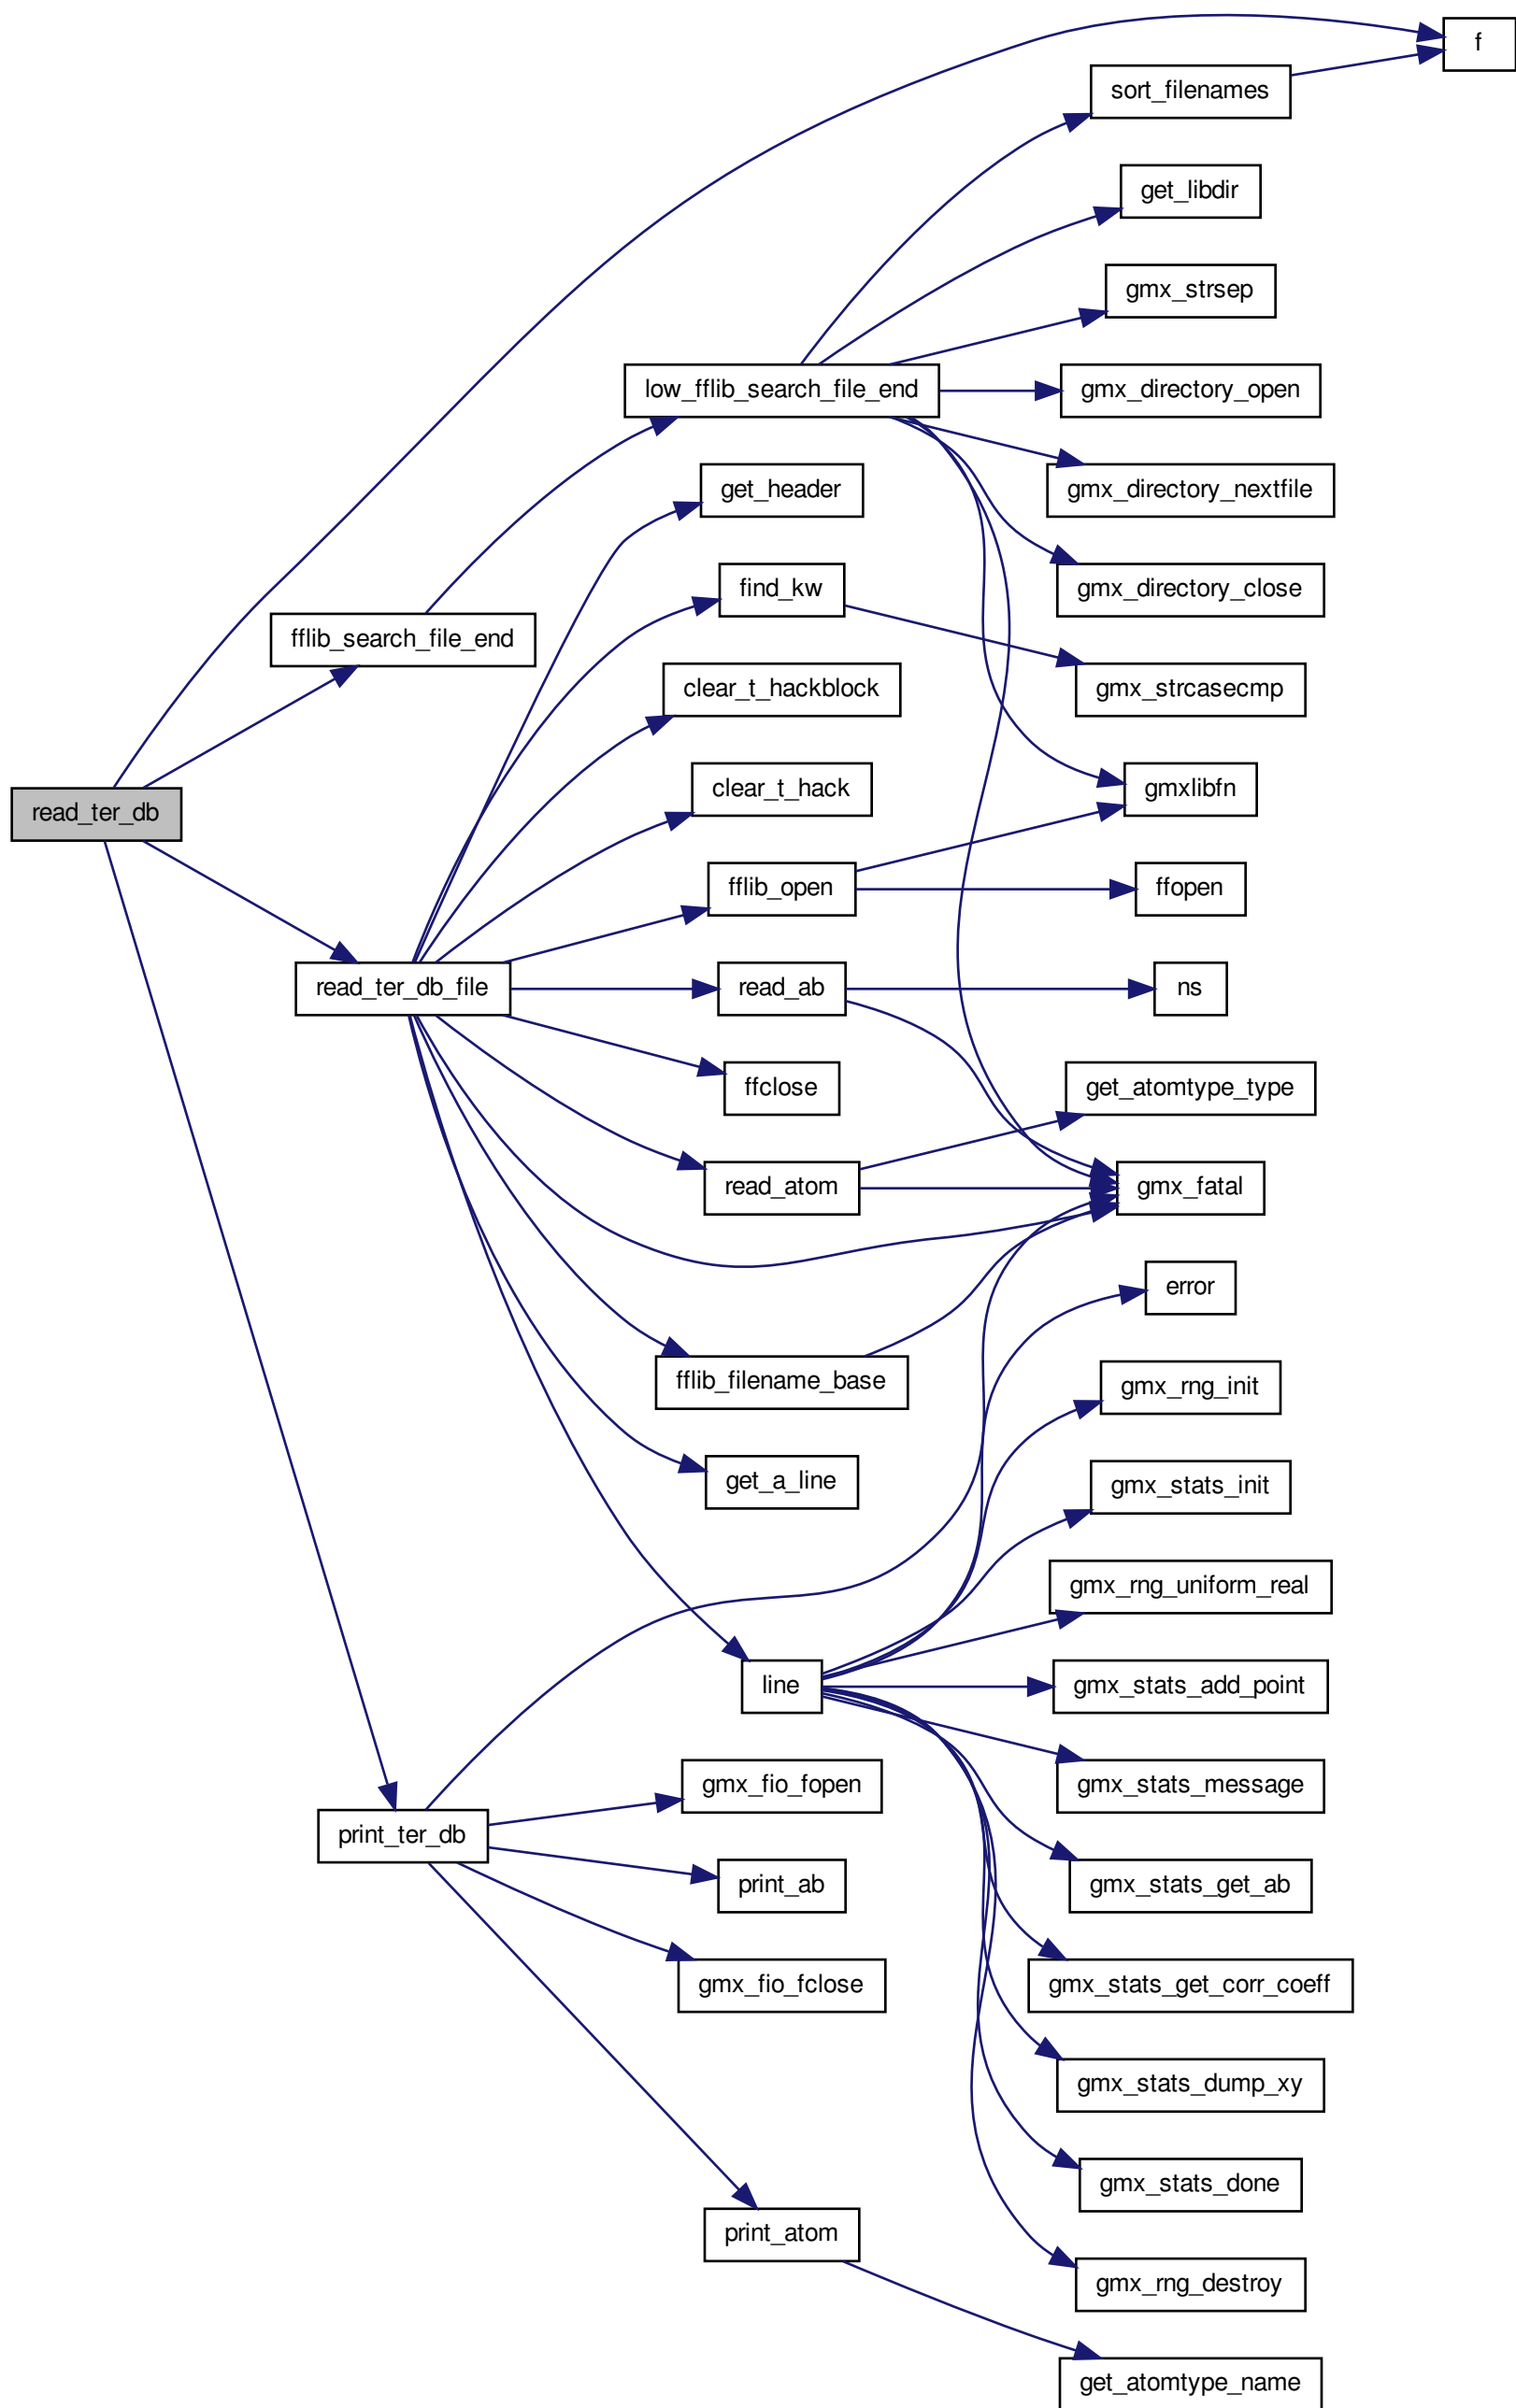 f
sort_filenames
get_libdir
gmx_strsep
low_fflib_search_file_end
gmx_directory_open
get_header
gmx_directory_nextfile
find_kw
gmx_directory_close
fflib_search_file_end
clear_t_hackblock
gmx_strcasecmp
read_ter_db
clear_t_hack
gmxlibfn
fflib_open
ffopen
read_ter_db_file
read_ab
ns
ffclose
get_atomtype_type
read_atom
gmx_fatal
error
fflib_filename_base
gmx_rng_init
get_a_line
gmx_stats_init
gmx_rng_uniform_real
line
gmx_stats_add_point
gmx_fio_fopen
gmx_stats_message
print_ter_db
print_ab
gmx_stats_get_ab
gmx_fio_fclose
gmx_stats_get_corr_coeff
gmx_stats_dump_xy
gmx_stats_done
print_atom
gmx_rng_destroy
get_atomtype_name